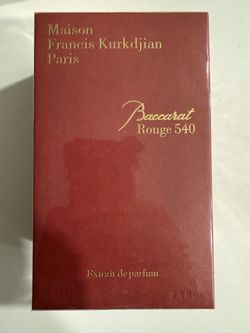 Maison
Francis Kurkdjian
Paris
Baccarat
Rouge 540
Extrait de parfum